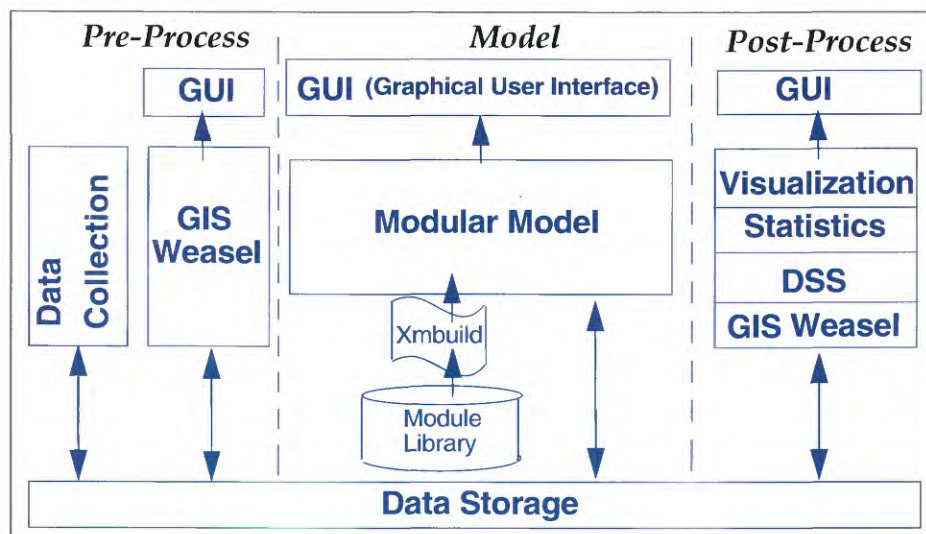 Pre-Process
Model
Post-Process
GUI
GUI (Graphical User Interface)
GUI
Data
Collection
GIS
Weasel
Modular Model
Xmbuild
Module
Library
Visualization
Statistics
DSS
GIS Weasel
Data Storage